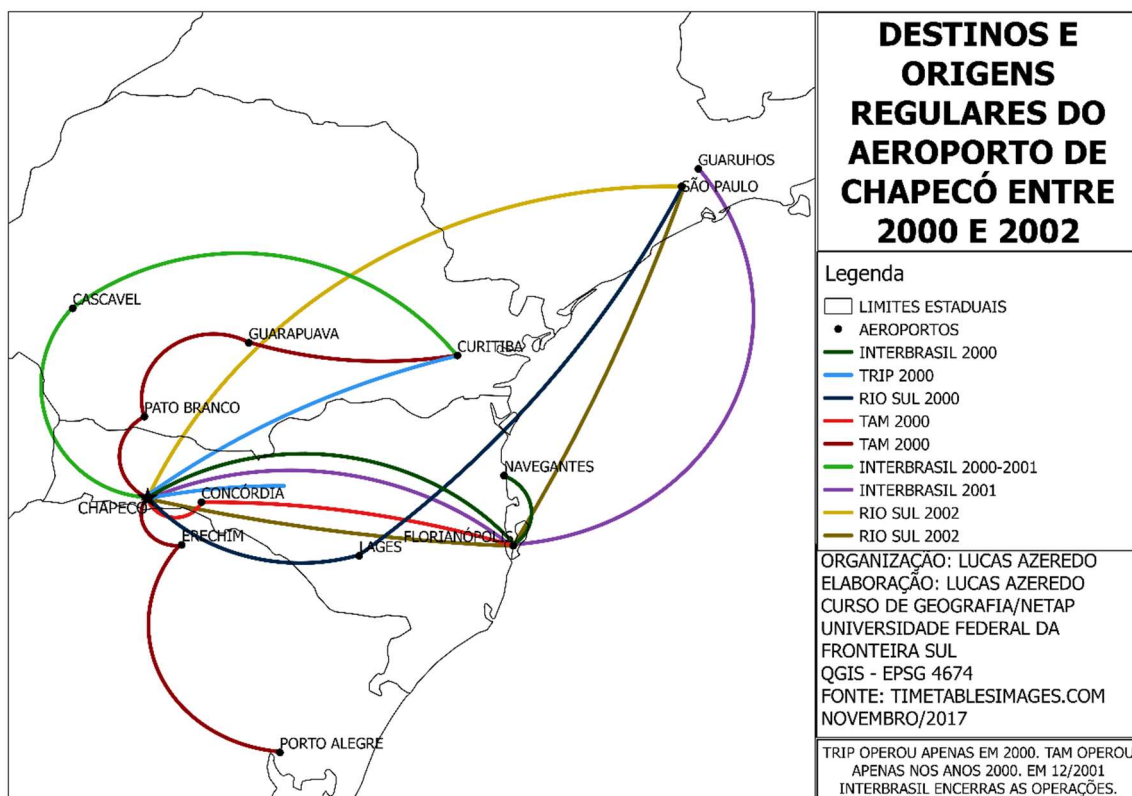 DESTINOS E
ORIGENS
REGULARES DO
AEROPORTO DE
CHAPECÓ ENTRE
2000 E 2002
GUARUHOS
SÃO PAULO
CASCAVEL
GUARAPUAVA
CURITIBA
PATO BRANCO
NAVEGANTES
CONCÓRDIA
CHAPECÓ
FLORIANÓPOLIS
ERECHIM
LAGES
PORTO ALEGRE
Legenda
LIMITES ESTADUAIS
AEROPORTOS
INTERBRASIL 2000
TRIP 2000
RIO SUL 2000
TAM 2000
TAM 2000
INTERBRASIL 2000-2001
INTERBRASIL 2001
RIO SUL 2002
RIO SUL 2002
ORGANIZAÇÃO: LUCAS AZEREDO
ELABORAÇÃO: LUCAS AZEREDO
CURSO DE GEOGRAFIA/NETAP
UNIVERSIDADE FEDERAL DA
FRONTEIRA SUL
QGIS - EPSG 4674
FONTE: TIMETABLESIMAGES.COM
NOVEMBRO/2017
TRIP OPEROU APENAS EM 2000. TAM OPEROU
APENAS NOS ANOS 2000. EM 12/2001
INTERBRASIL ENCERRAS AS OPERAÇÕES.